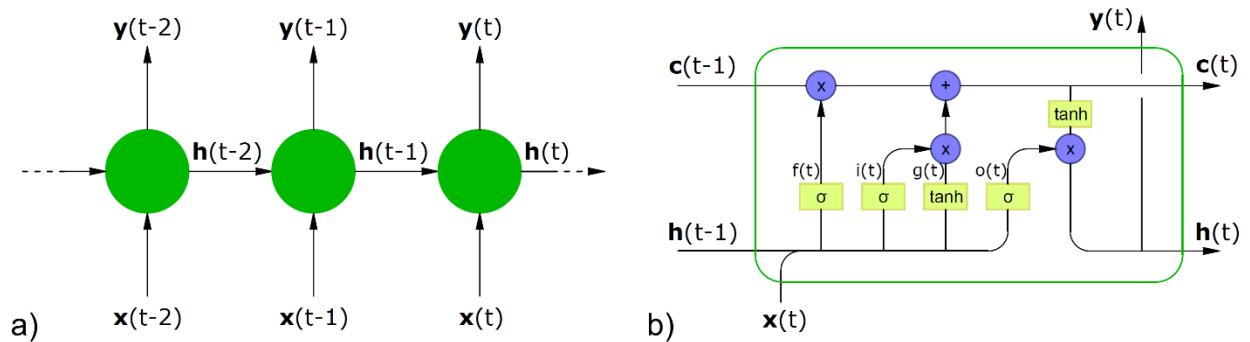 y(t-2) y(t-1) y(t)
h(t-2) h(t-1) h(t)
x(t-2) x(t-1) x(t)
a)
y(t)
c(t-1) c(t)
x +
tanh
x x
f(t) i(t) g(t) o(t)
σ σ tanh σ
h(t-1) h(t)
x(t)
b)